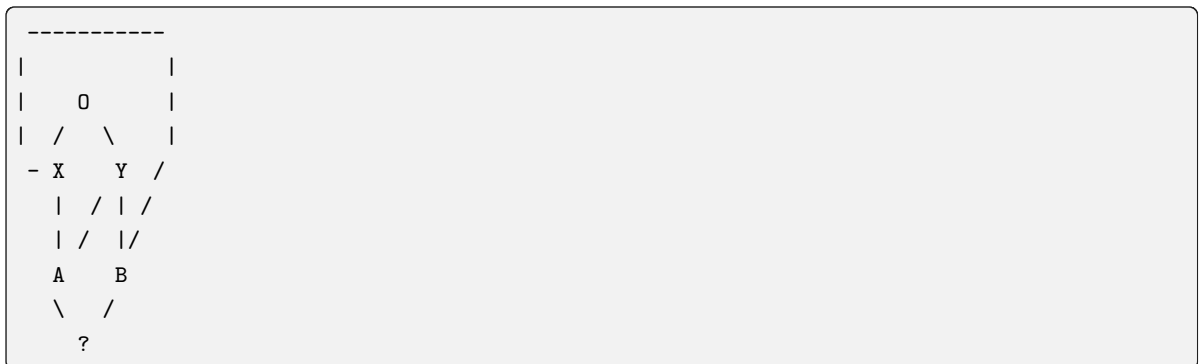 -----------
|           |
|    O      |
|  /   \    |
 - X    Y  /
   |  / | /
   | /  |/
   A    B
   \   /
     ?